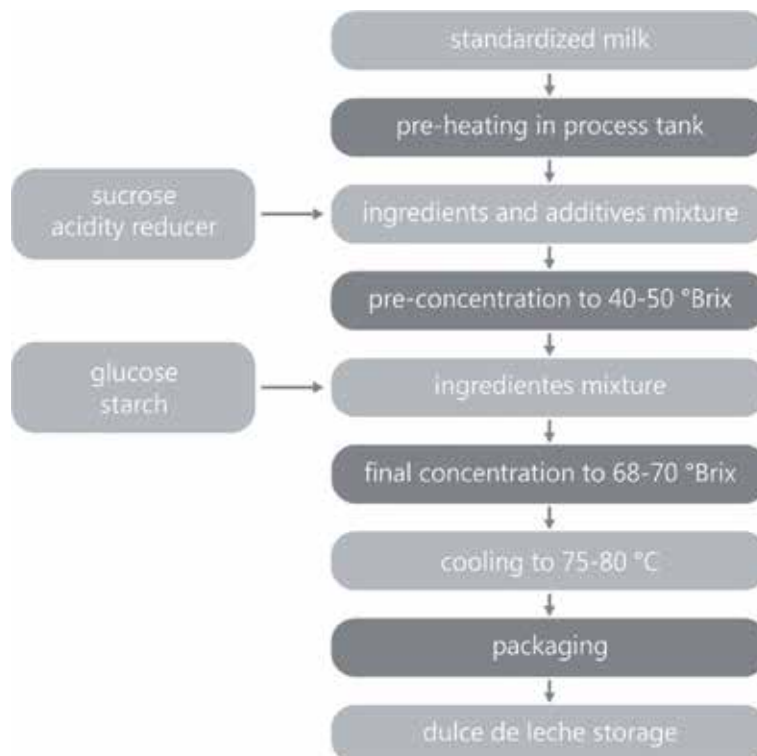 standardized milk
pre-heating in process tank
sucrose
acidity reducer
ingredients and additives mixture
pre-concentration to 40-50 °Brix
glucose
starch
ingredientes mixture
final concentration to 68-70 °Brix
cooling to 75-80 °C
packaging
dulce de leche storage